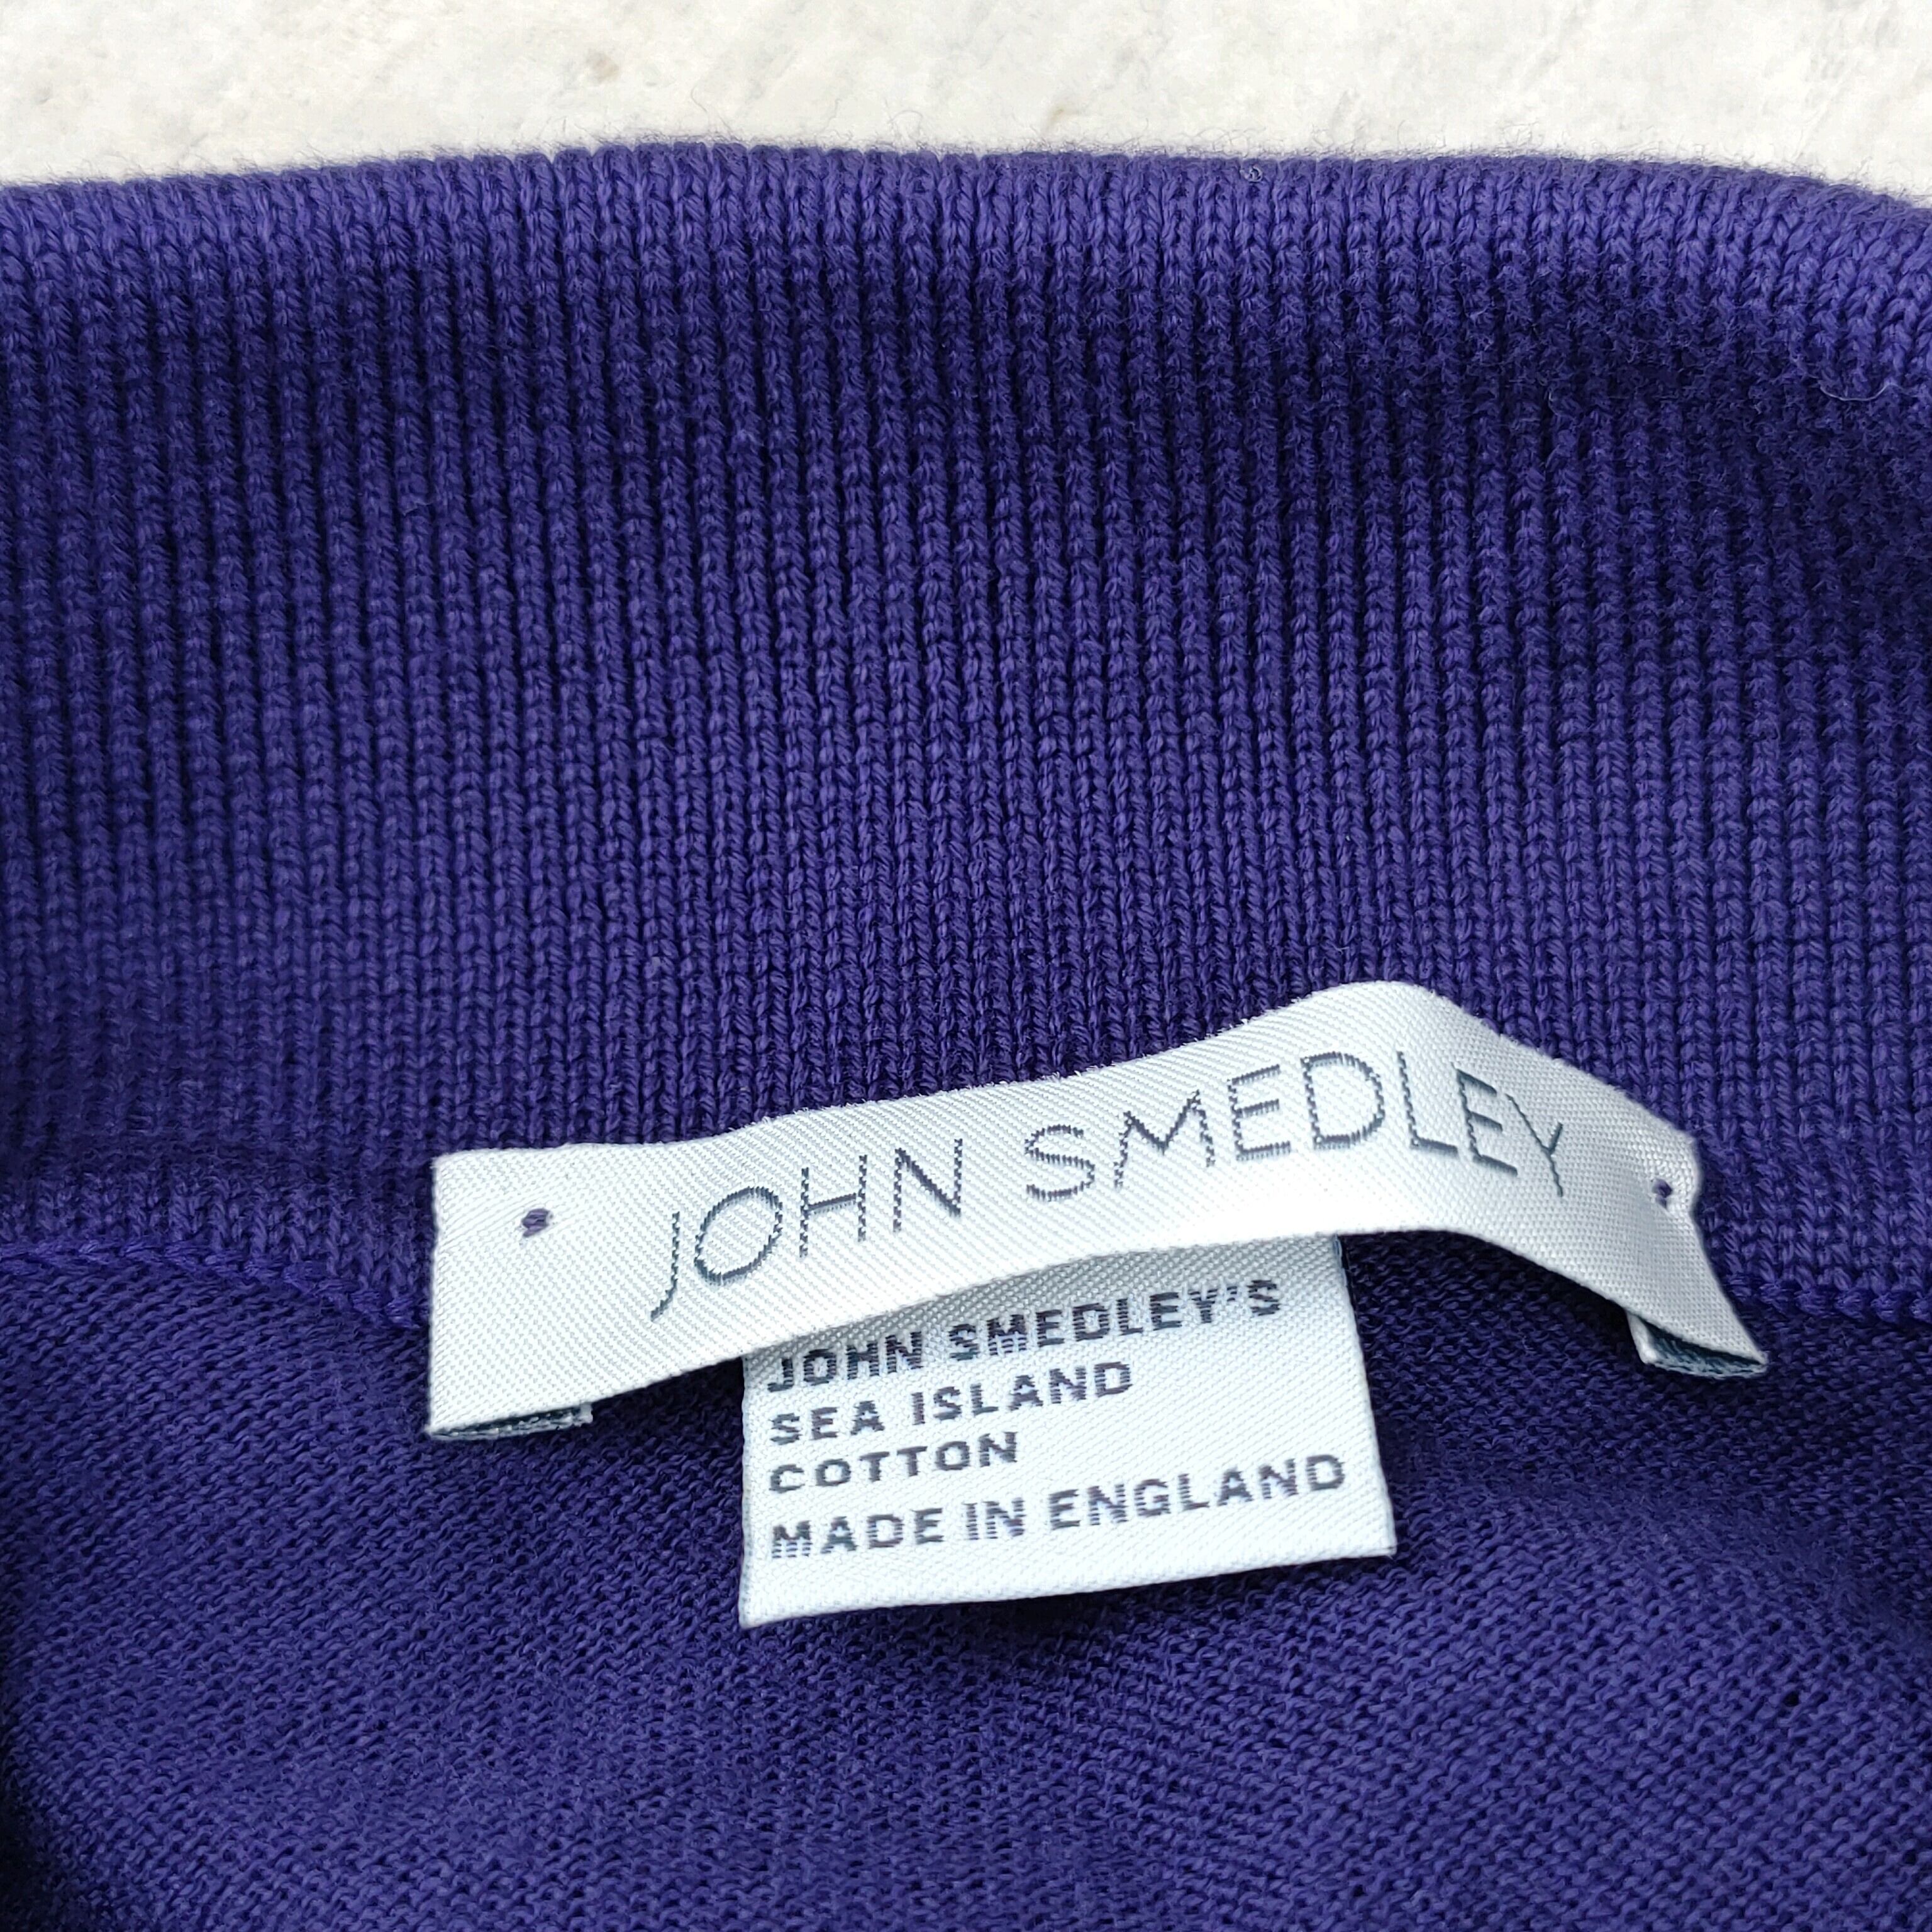 JOHN SMEDLEY
JOHN SMEDLEY'S
SEA ISLAND
COTTON
MADE IN ENGLAND